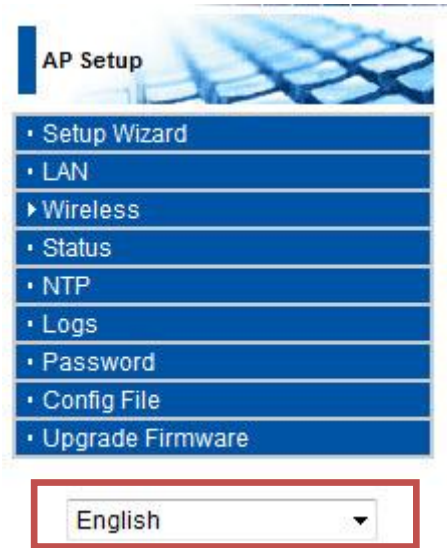 AP Setup
Setup Wizard
LAN
Wireless
Status
NTP
Logs
Password
Config File
Upgrade Firmware
English